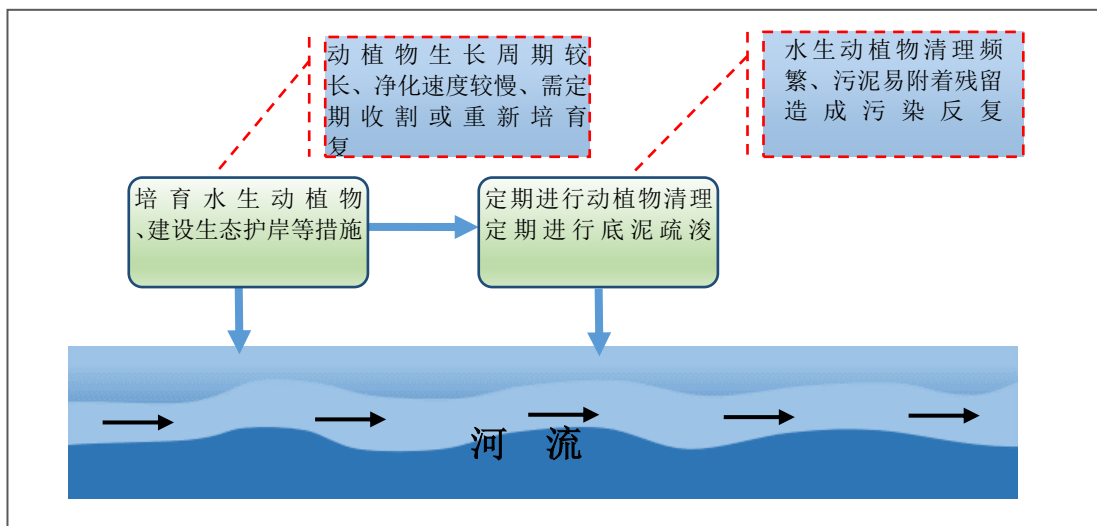 动植物生长周期较
长、净化速度较慢、需定
期收割或重新培育
复
水生动植物清理频
繁、污泥易附着残留
造成污染反复
培育水生动植物
、建设生态护岸等措施
定期进行动植物清理
定期进行底泥疏浚
河 流